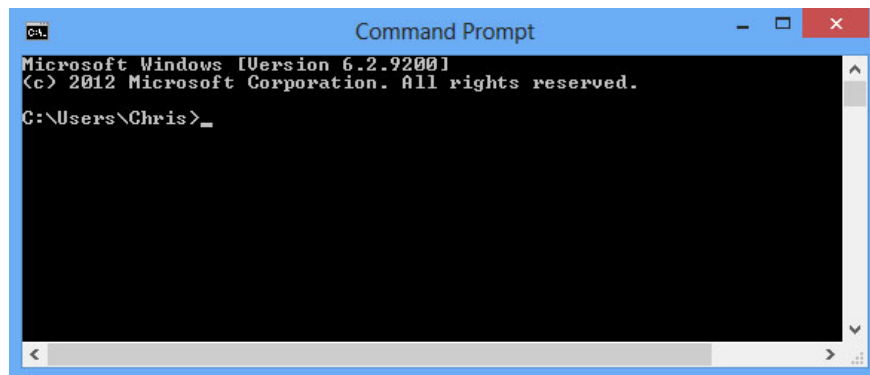 C:\.
Command Prompt
Microsoft Windows [Version 6.2.9200]
(c) 2012 Microsoft Corporation. All rights reserved.
C:\Users\Chris>_